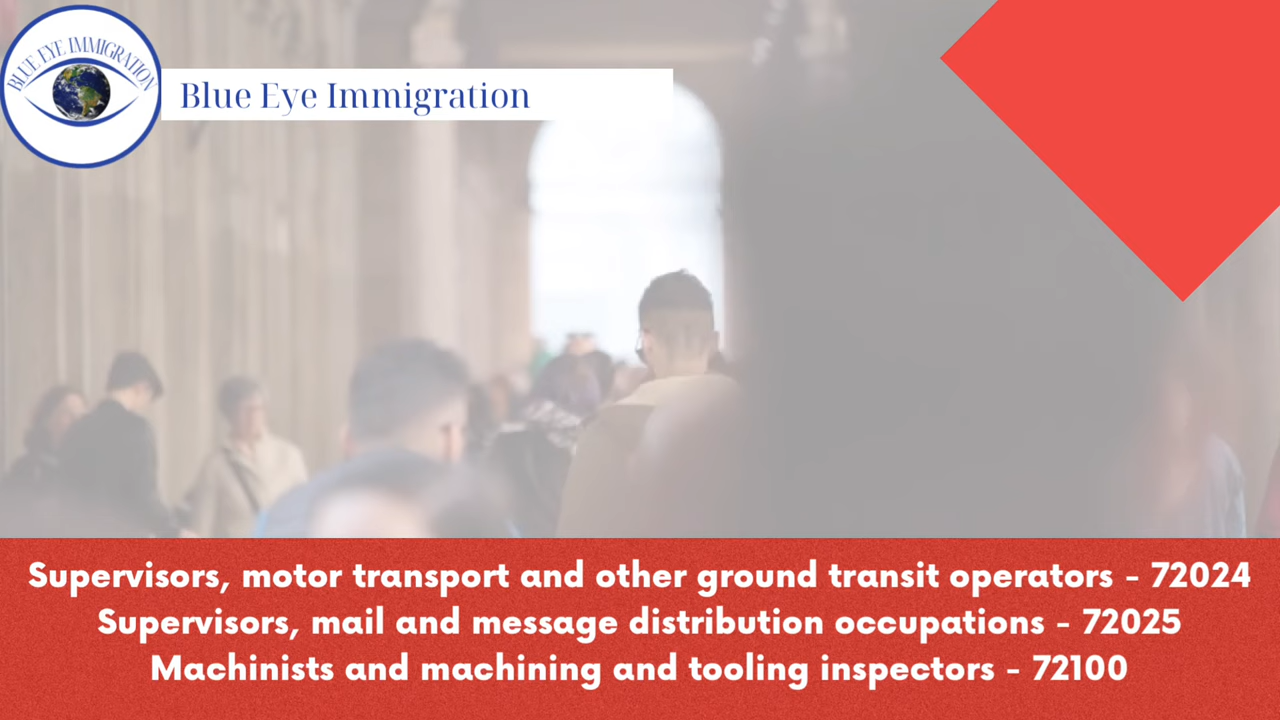 BLUE EYE IMMIGRATION
Blue Eye Immigration
Supervisors, motor transport and other ground transit operators - 72024
Supervisors, mail and message distribution occupations - 72025
Machinists and machining and tooling inspectors - 72100